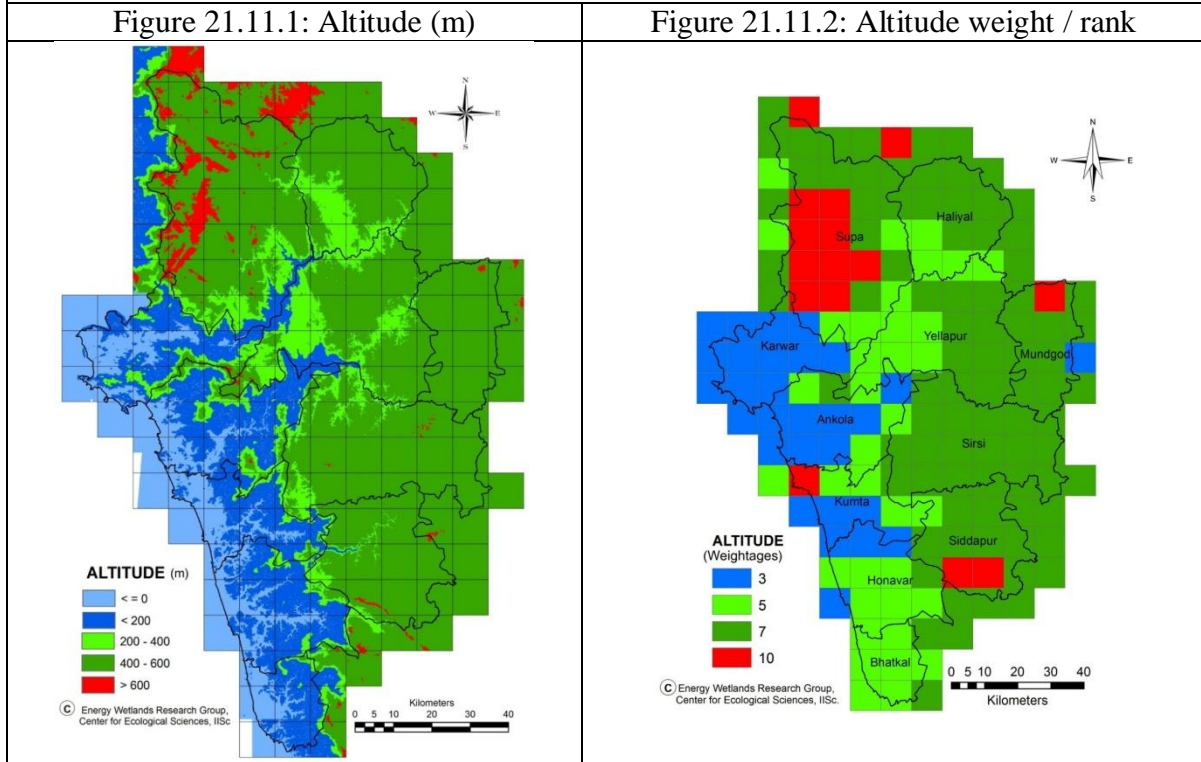 Figure 21.11.1: Altitude (m)
Figure 21.11.2: Altitude weight / rank
N
W
E
S
ALTITUDE (m)
< = 0
< 200
200 - 400
400 - 600
> 600
© Energy Wetlands Research Group,
Center for Ecological Sciences, IISc
Kilometers
0 5 10 20 30 40
N
W
E
S
Haliyal
Supa
Karwar
Yellapur
Mundgod
Ankola
Sirsi
Kumta
Siddapur
Honavar
Bhatkal
ALTITUDE
(Weightages)
3
5
7
10
© Energy Wetlands Research Group,
Center for Ecological Sciences, IISc.
0 5 10 20 30 40
Kilometers